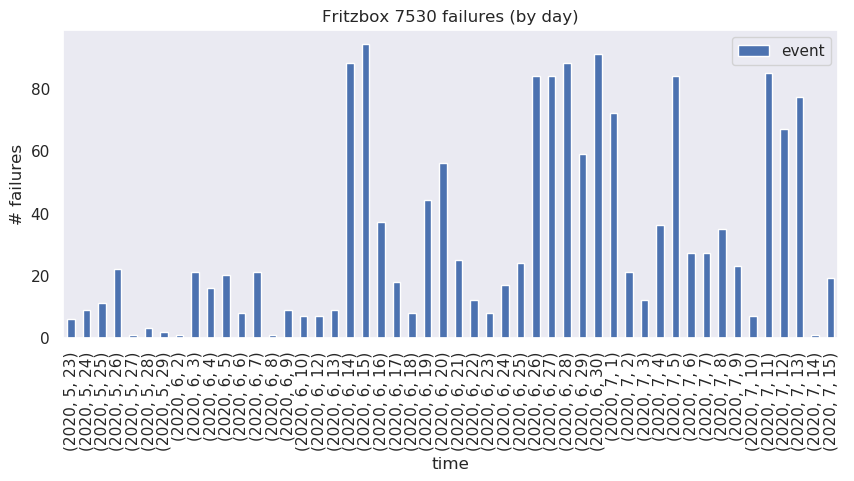 Fritzbox 7530 failures (by day)
event
# failures
80
60
40
20
0
(2020, 5, 23)
(2020, 5, 24)
(2020, 5, 25)
(2020, 5, 26)
(2020, 5, 27)
(2020, 5, 28)
(2020, 5, 29)
(2020, 6, 2)
(2020, 6, 3)
(2020, 6, 4)
(2020, 6, 5)
(2020, 6, 6)
(2020, 6, 7)
(2020, 6, 8)
(2020, 6, 9)
(2020, 6, 10)
(2020, 6, 12)
(2020, 6, 13)
(2020, 6, 14)
(2020, 6, 15)
(2020, 6, 16)
(2020, 6, 17)
(2020, 6, 18)
(2020, 6, 19)
(2020, 6, 20)
(2020, 6, 21)
(2020, 6, 22)
(2020, 6, 23)
(2020, 6, 24)
(2020, 6, 25)
(2020, 6, 26)
(2020, 6, 27)
(2020, 6, 28)
(2020, 6, 29)
(2020, 6, 30)
(2020, 7, 1)
(2020, 7, 2)
(2020, 7, 3)
(2020, 7, 4)
(2020, 7, 5)
(2020, 7, 6)
(2020, 7, 7)
(2020, 7, 8)
(2020, 7, 9)
(2020, 7, 10)
(2020, 7, 11)
(2020, 7, 12)
(2020, 7, 13)
(2020, 7, 14)
(2020, 7, 15)
time